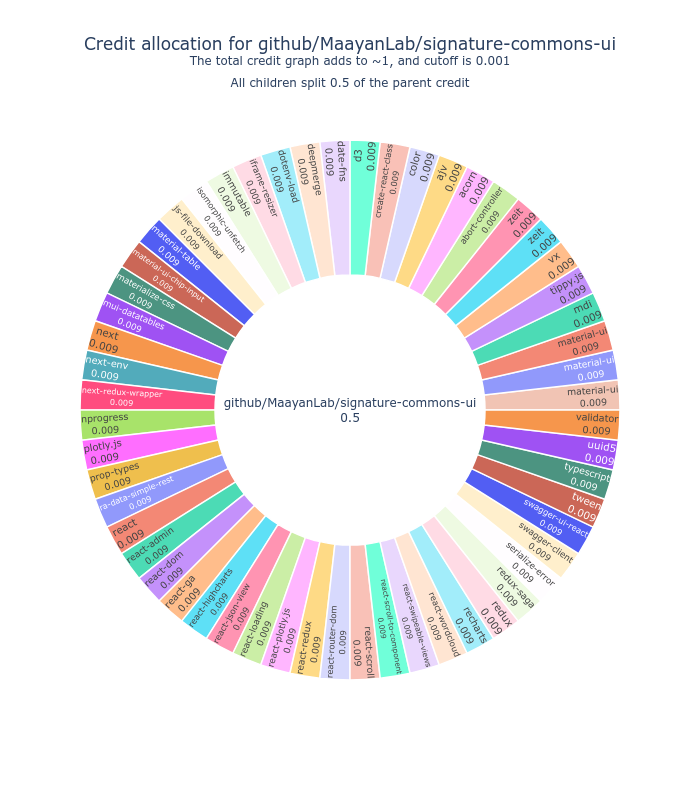 Credit allocation for github/MaayanLab/signature-commons-ui
The total credit graph adds to ~1, and cutoff is 0.001
All children split 0.5 of the parent credit
github/MaayanLab/signature-commons-ui
0.5
d3
0.009
create-react-class
0.009
color
0.009
ajv
0.009
acorn
0.009
abort-controller
0.009
zeit
0.009
zeit
0.009
vx
0.009
tippy.js
0.009
mdi
0.009
material-ui
0.009
material-ui
0.009
material-ui
0.009
validator
0.009
uuid5
0.009
typescript
0.009
tween
0.009
swagger-ui-react
0.009
swagger-client
0.009
serialize-error
0.009
redux-saga
0.009
redux
0.009
recharts
0.009
react-wordcloud
0.009
react-swipeable-views
0.009
react-scroll-to-component
0.009
react-scroll
0.009
react-router-dom
0.009
react-redux
0.009
react-plotly.js
0.009
react-loading
0.009
react-json-view
0.009
react-highcharts
0.009
react-ga
0.009
react-dom
0.009
react-admin
0.009
react
0.009
ra-data-simple-rest
0.009
prop-types
0.009
plotly.js
0.009
nprogress
0.009
next-redux-wrapper
0.009
next-env
0.009
next
0.009
mui-datatables
0.009
materialize-css
0.009
material-ui-chip-input
0.009
material-table
0.009
js-file-download
0.009
isomorphic-unfetch
0.009
immutable
0.009
iframe-resizer
0.009
dotenv-load
0.009
deepmerge
0.009
date-fns
0.009